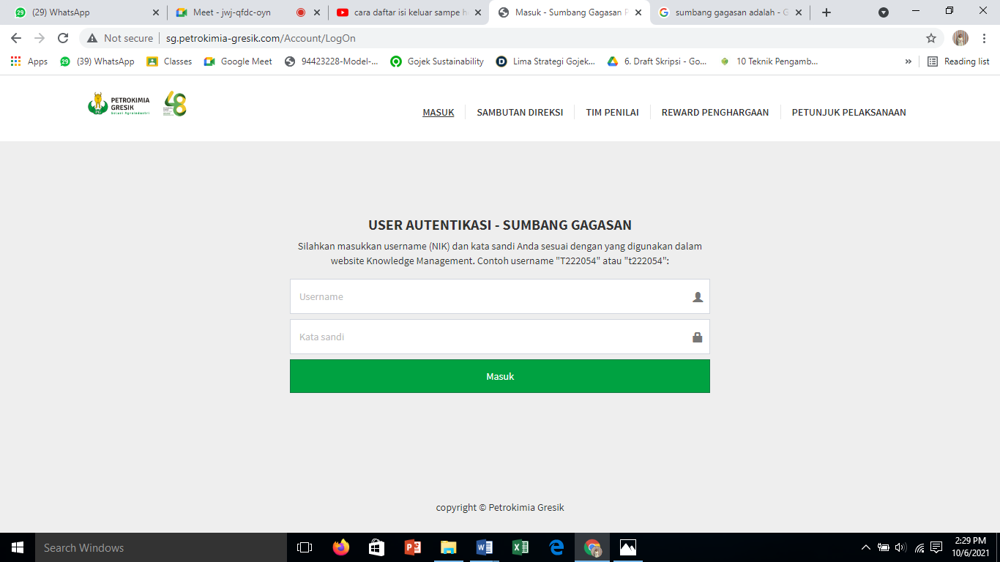 (29) WhatsApp
Meet - jwj-qfdc-oyn
cara daftar isi keluar sampe h
Masuk - Sumbang Gagasan P
sumbang gagasan adalah - G
Not secure
sg.petrokimia-gresik.com/Account/LogOn
Apps
(39) WhatsApp
Classes
Google Meet
94423228-Model-...
Gojek Sustainability
Lima Strategi Gojek...
6. Draft Skripsi - Go...
10 Teknik Pengamb...
»
Reading list
PETROKIMIA
GRESIK
Solusi Agroindustri
48
MASUK
SAMBUTAN DIREKSI
TIM PENILAI
REWARD PENGHARGAAN
PETUNJUK PELAKSANAAN
USER AUTENTIKASI - SUMBANG GAGASAN
Silahkan masukkan username (NIK) dan kata sandi Anda sesuai dengan yang digunakan dalam
website Knowledge Management. Contoh username "T222054" atau "t222054":
Username
Kata sandi
Masuk
copyright © Petrokimia Gresik
Search Windows
2:29 PM
10/6/2021